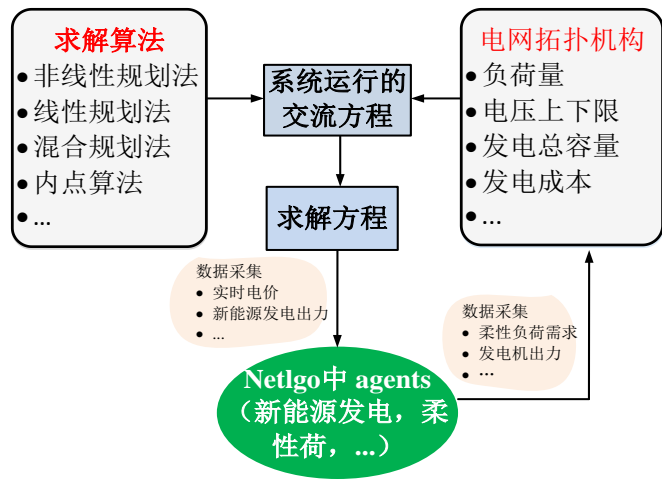 求解算法
●非线性规划法
●线性规划法
●混合规划法
●内点算法
●...
系统运行的
交流方程
求解方程
电网拓扑机构
●负荷量
●电压上下限
●发电总容量
●发电成本
●...
数据采集
● 实时电价
● 新能源发电出力
● ...
数据采集
● 柔性负荷需求
● 发电机出力
● …
Netlgo中 agents
（新能源发电，柔
性荷，...）